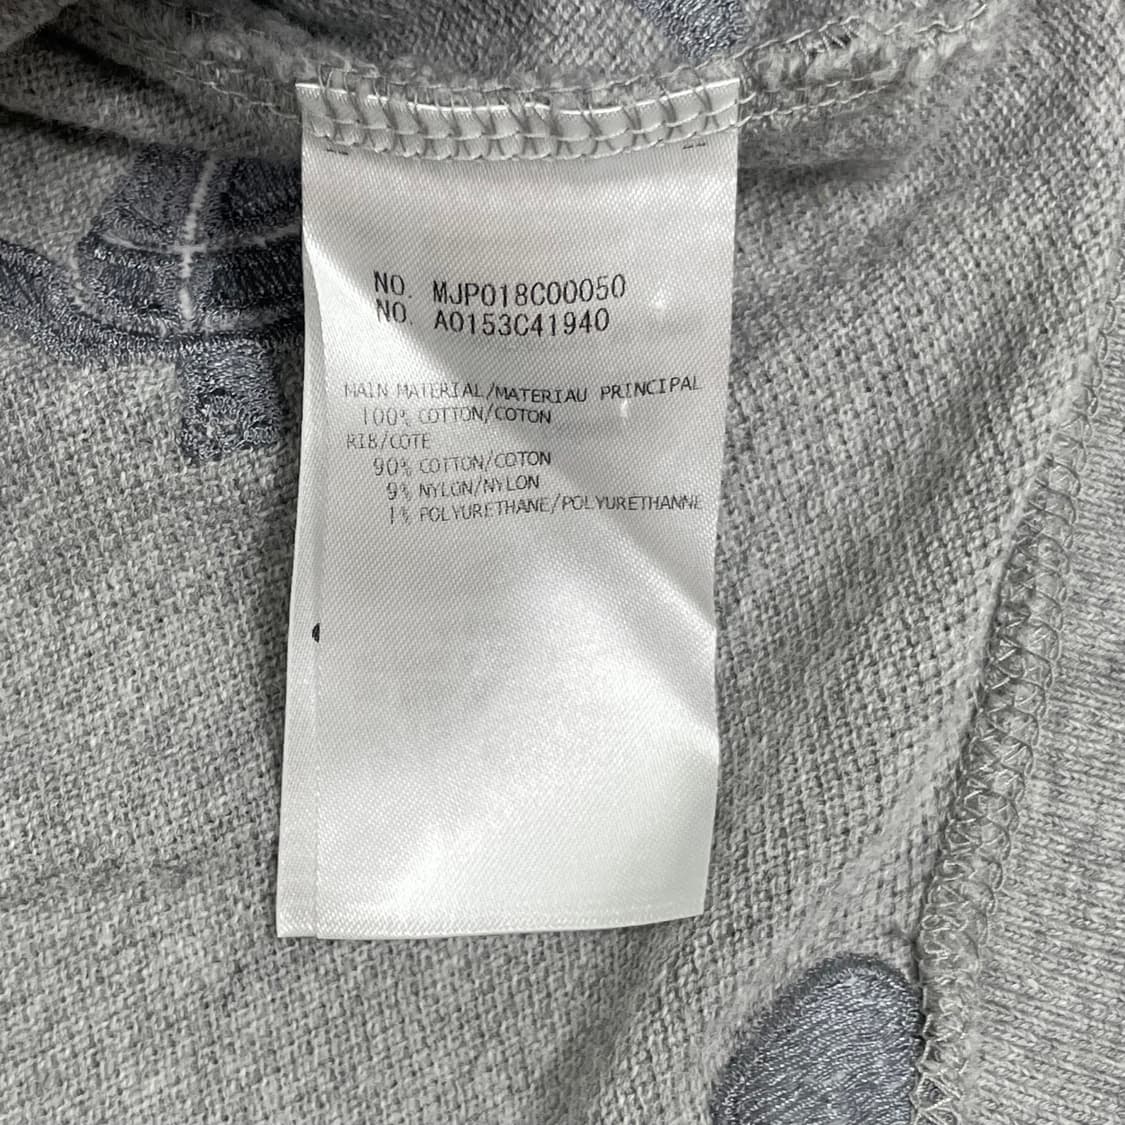 NO. MJP018C00050
NO. A0153C41940
MAIN MATERIAL/MATERIAU PRINCIPAL
100% COTTON/COTON
RIB/COTE
90% COTTON/COTON
9% NYLON/NYLON
1% POLYURETHANE/POLYURETHANNE